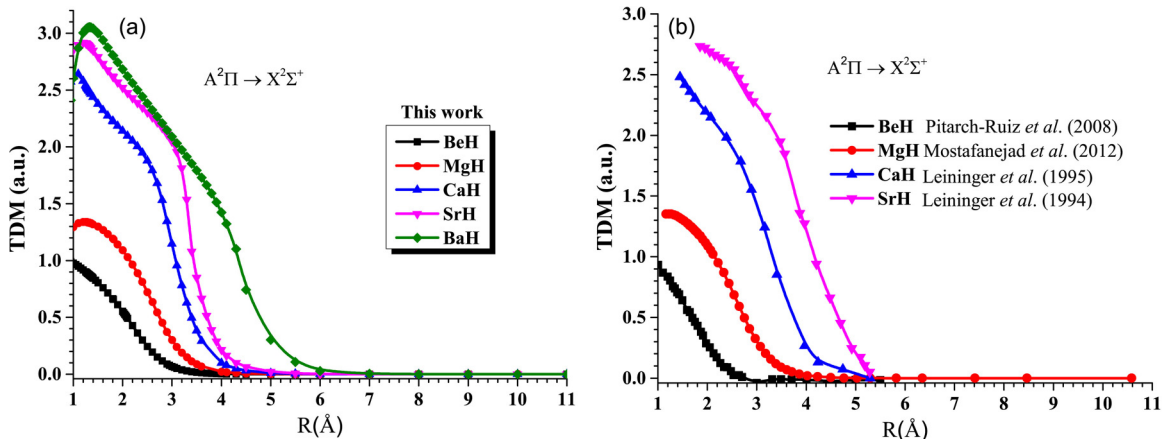 (a)
A²Π → X²Σ⁺
This work
BeH
MgH
CaH
SrH
BaH
TDM (a.u.)
3.0
2.5
2.0
1.5
1.0
0.5
0.0
1 2 3 4 5 6 7 8 9 10 11
R(Å)
(b)
A²Π → X²Σ⁺
BeH Pitarch-Ruiz et al. (2008)
MgH Mostafanejad et al. (2012)
CaH Leininger et al. (1995)
SrH Leininger et al. (1994)
TDM (a.u.)
3.0
2.5
2.0
1.5
1.0
0.5
0.0
1 2 3 4 5 6 7 8 9 10 11
R(Å)